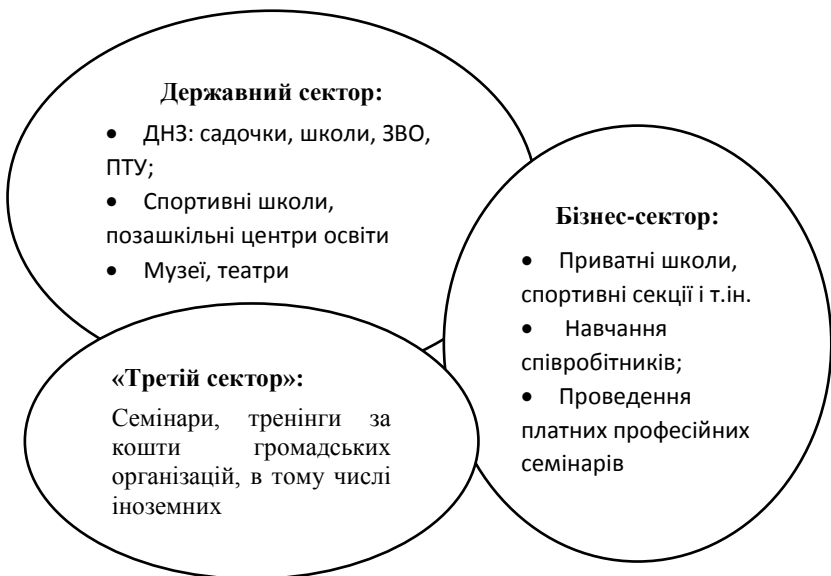 Державний сектор:
• ДНЗ: садочки, школи, ЗВО,
ПТУ;
• Спортивні школи,
позашкільні центри освіти
• Музеї, театри
Бізнес-сектор:
• Приватні школи,
спортивні секції і т.ін.
• Навчання
співробітників;
• Проведення
платних професійних
семінарів
«Третій сектор»:
Семінари, тренінги за
кошти громадських
організацій, в тому числі
іноземних